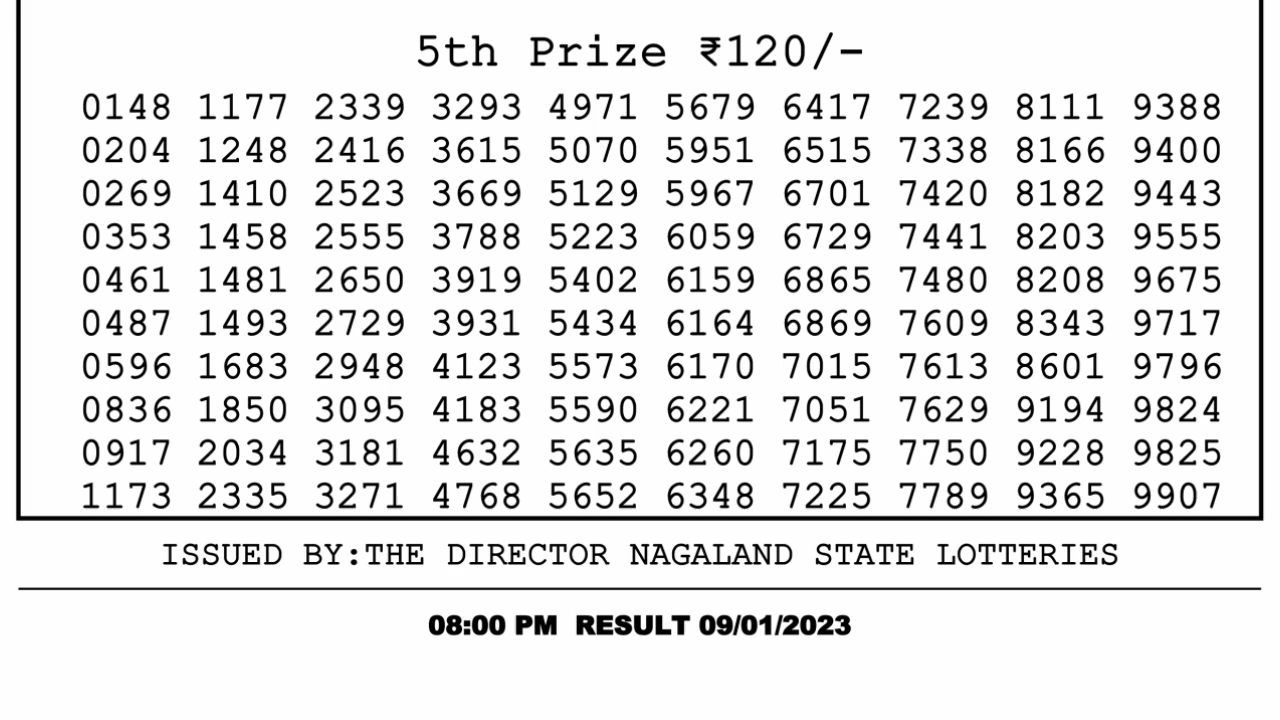 5th Prize ₹120/-
0148 1177 2339 3293 4971 5679 6417 7239 8111 9388
0204 1248 2416 3615 5070 5951 6515 7338 8166 9400
0269 1410 2523 3669 5129 5967 6701 7420 8182 9443
0353 1458 2555 3788 5223 6059 6729 7441 8203 9555
0461 1481 2650 3919 5402 6159 6865 7480 8208 9675
0487 1493 2729 3931 5434 6164 6869 7609 8343 9717
0596 1683 2948 4123 5573 6170 7015 7613 8601 9796
0836 1850 3095 4183 5590 6221 7051 7629 9194 9824
0917 2034 3181 4632 5635 6260 7175 7750 9228 9825
1173 2335 3271 4768 5652 6348 7225 7789 9365 9907
ISSUED BY:THE DIRECTOR NAGALAND STATE LOTTERIES
08:00 PM RESULT 09/01/2023